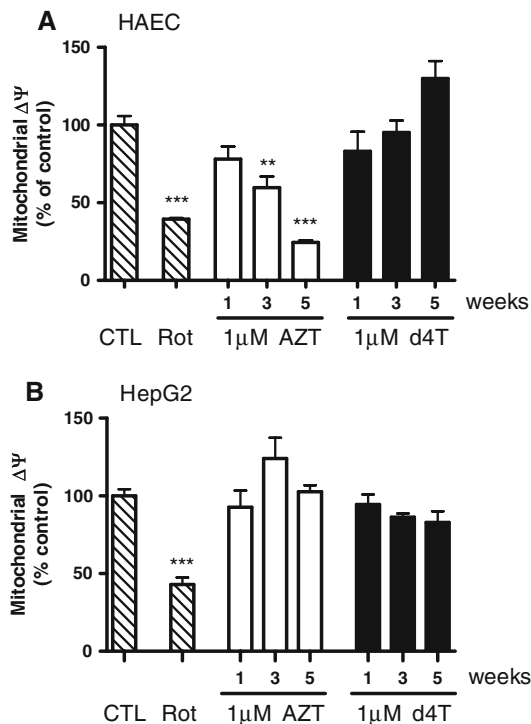 A HAEC
Mitochondrial ΔΨ
(% of control)
150
100
50
0
***
**
***
1 3 5 1 3 5 weeks
CTL Rot 1μM AZT 1μM d4T
B HepG2
Mitochondrial ΔΨ
(% control)
150
100
50
0
***
1 3 5 1 3 5 weeks
CTL Rot 1μM AZT 1μM d4T